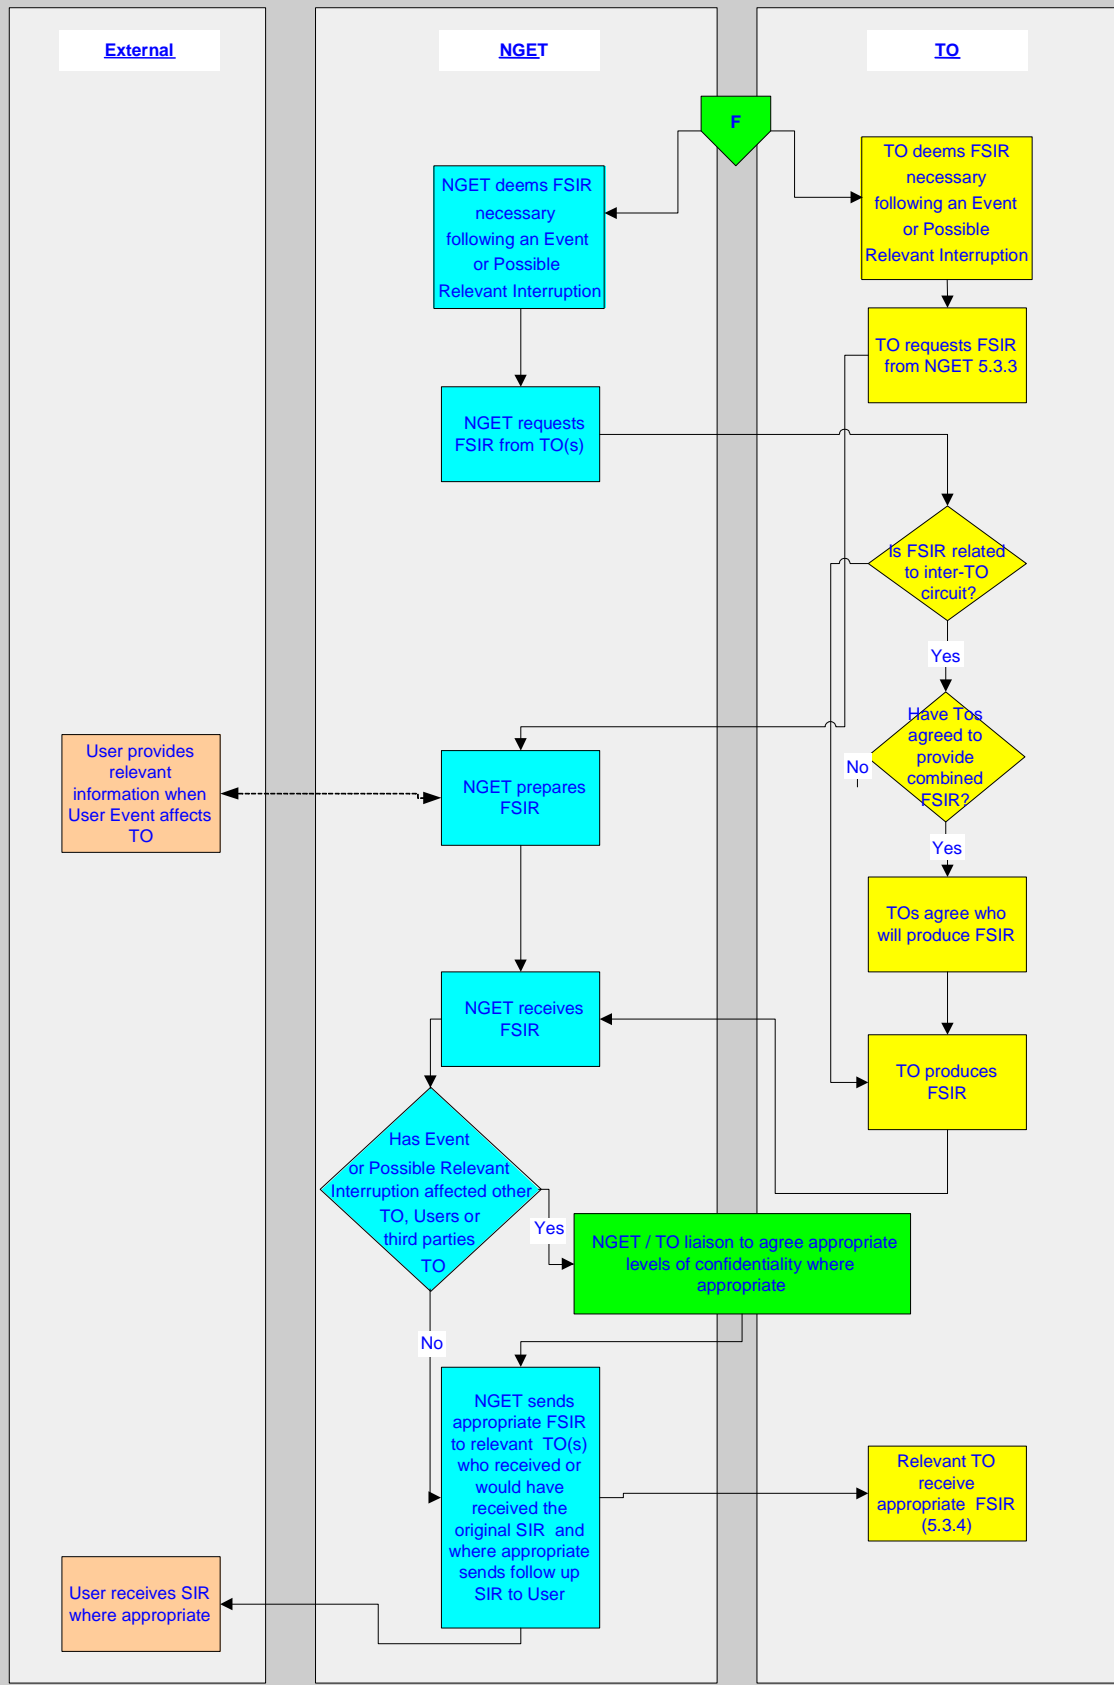 External
NGET
TO
F
NGET deems FSIR
necessary
following an Event
or Possible
Relevant Interruption
TO deems FSIR
necessary
following an Event
or Possible
Relevant Interruption
TO requests FSIR
from NGET 5.3.3
NGET requests
FSIR from TO(s)
Is FSIR related
to inter-TO
circuit?
Yes
Have Tos
agreed to
provide
combined
FSIR?
No
Yes
User provides
relevant
information when
User Event affects
TO
NGET prepares
FSIR
TOs agree who
will produce FSIR
NGET receives
FSIR
TO produces
FSIR
Has Event
or Possible Relevant
Interruption affected other
TO, Users or
third parties
TO
Yes
NGET / TO liaison to agree appropriate
levels of confidentiality where
appropriate
No
NGET sends
appropriate FSIR
to relevant TO(s)
who received or
would have
received the
original SIR and
where appropriate
sends follow up
SIR to User
Relevant TO
receive
appropriate FSIR
(5.3.4)
User receives SIR
where appropriate